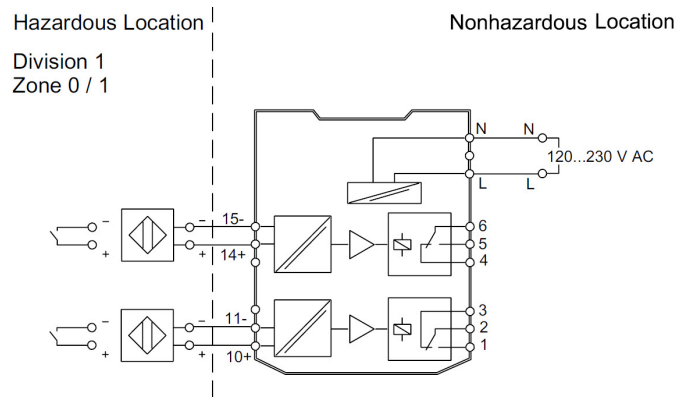 Hazardous Location
Nonhazardous Location
Division 1
Zone 0 / 1
N N
120...230 V AC
L L
– – 15- 6
5
+ + 14+ 4
3
– – 11- 2
+ + 10+ 1